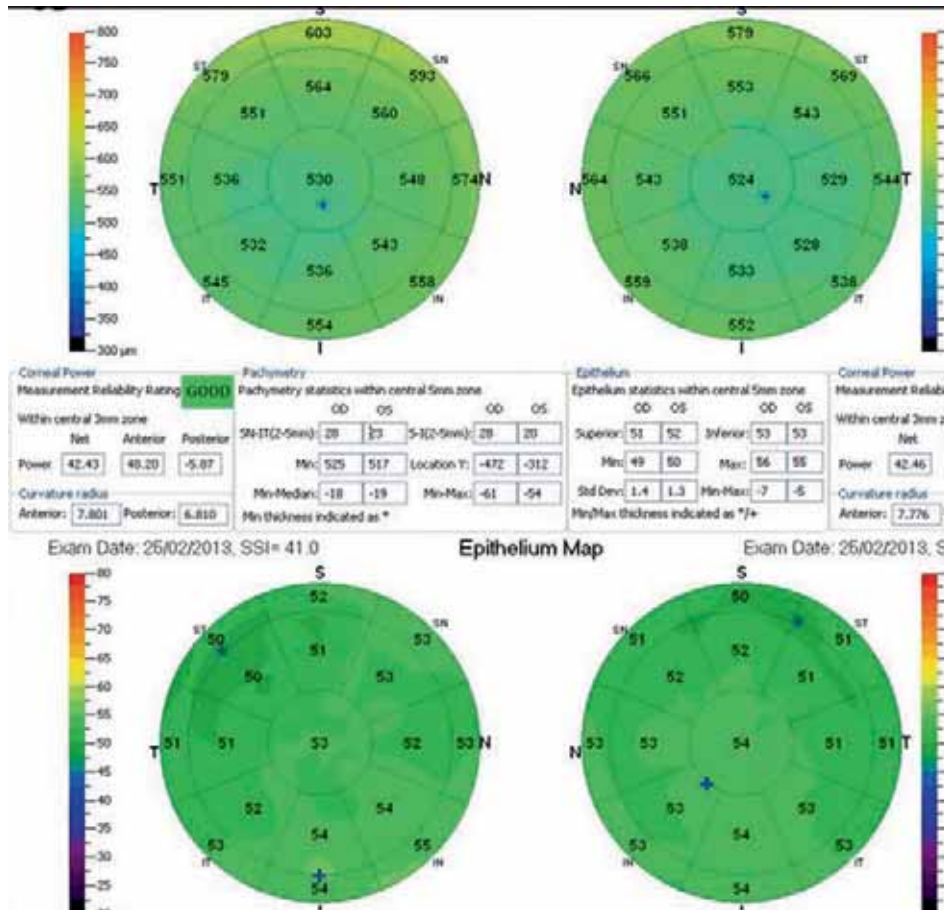 S S
800 603 579
750 ST 579 SN 593 SN 566 ST 569
700 564 553
650 551 560 551 543
600
550 T 551 536 530 548 574 N N 564 543 524 529 544 T
500
450 532 543 538 528
400 545 536 558 559 533 538
350 IT IN IN IT
300 µm 554 552
I I
Corneal Power Pachymetry Epithelium Corneal Power
Measurement Reliability Rating GOOD Pachymetry statistics within central 5mm zone Epithelium statistics within central 5mm zone Measurement Reliability
Within central 3mm zone OD OS OD OS OD OS OD OS Within central 3mm zone
Net Anterior Posterior SN-IT(2-5mm): 28 23 S-I(2-5mm): 28 20 Superior: 51 52 Inferior: 53 53 Net
Power 42.43 48.20 -5.87 Min: 525 517 Location Y: -472 -312 Min: 49 50 Max: 56 55 Power 42.46
Curvature radius Min-Median: -18 -19 Min-Max: -61 -54 Std Dev: 1.4 1.3 Min-Max: -7 -5 Curvature radius
Anterior: 7.801 Posterior: 6.810 Min thickness indicated as * Min/Max thickness indicated as */+ Anterior: 7.776
Exam Date: 25/02/2013, SSI= 41.0 Epithelium Map Exam Date: 25/02/2013, S
S S
80 52 50
75 ST 50 SN 53 SN 51 ST 51
70 51 52
65 50 53 52 51
60
55
50 T 51 51 53 52 53 N N 53 53 54 51 51 T
45
40 52 54 53 53
35 53 54 55 53 54 53
30 IT IN IN IT
25 54 54
I I